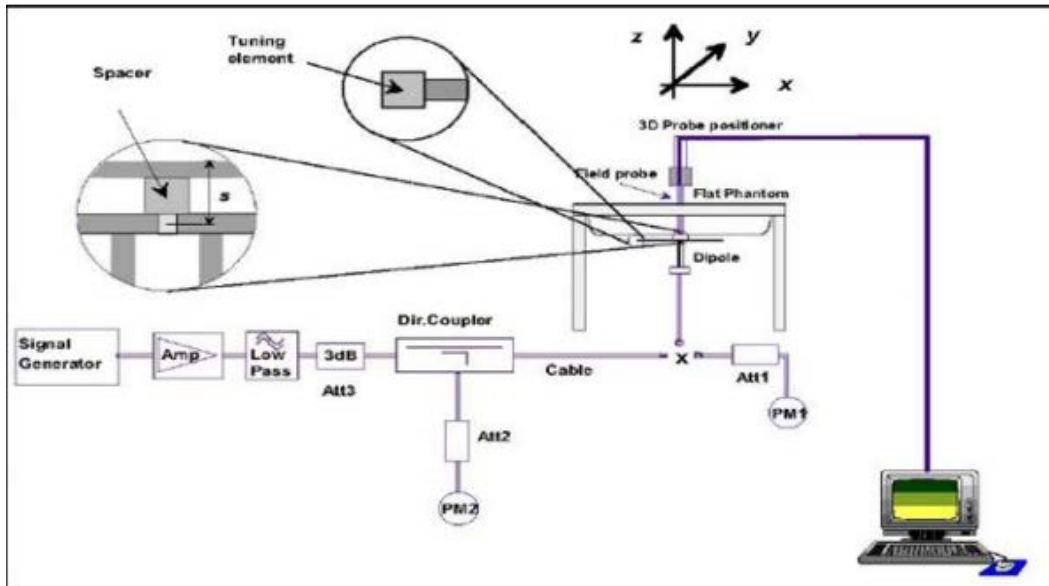 Tuning
element
Spacer
s
z
y
x
3D Probe positioner
Field probe
Flat Phantom
Dipole
Signal
Generator
Amp
Low
Pass
3dB
Att3
Dir.Coupler
Cable
X
Att1
PM1
Att2
PM2